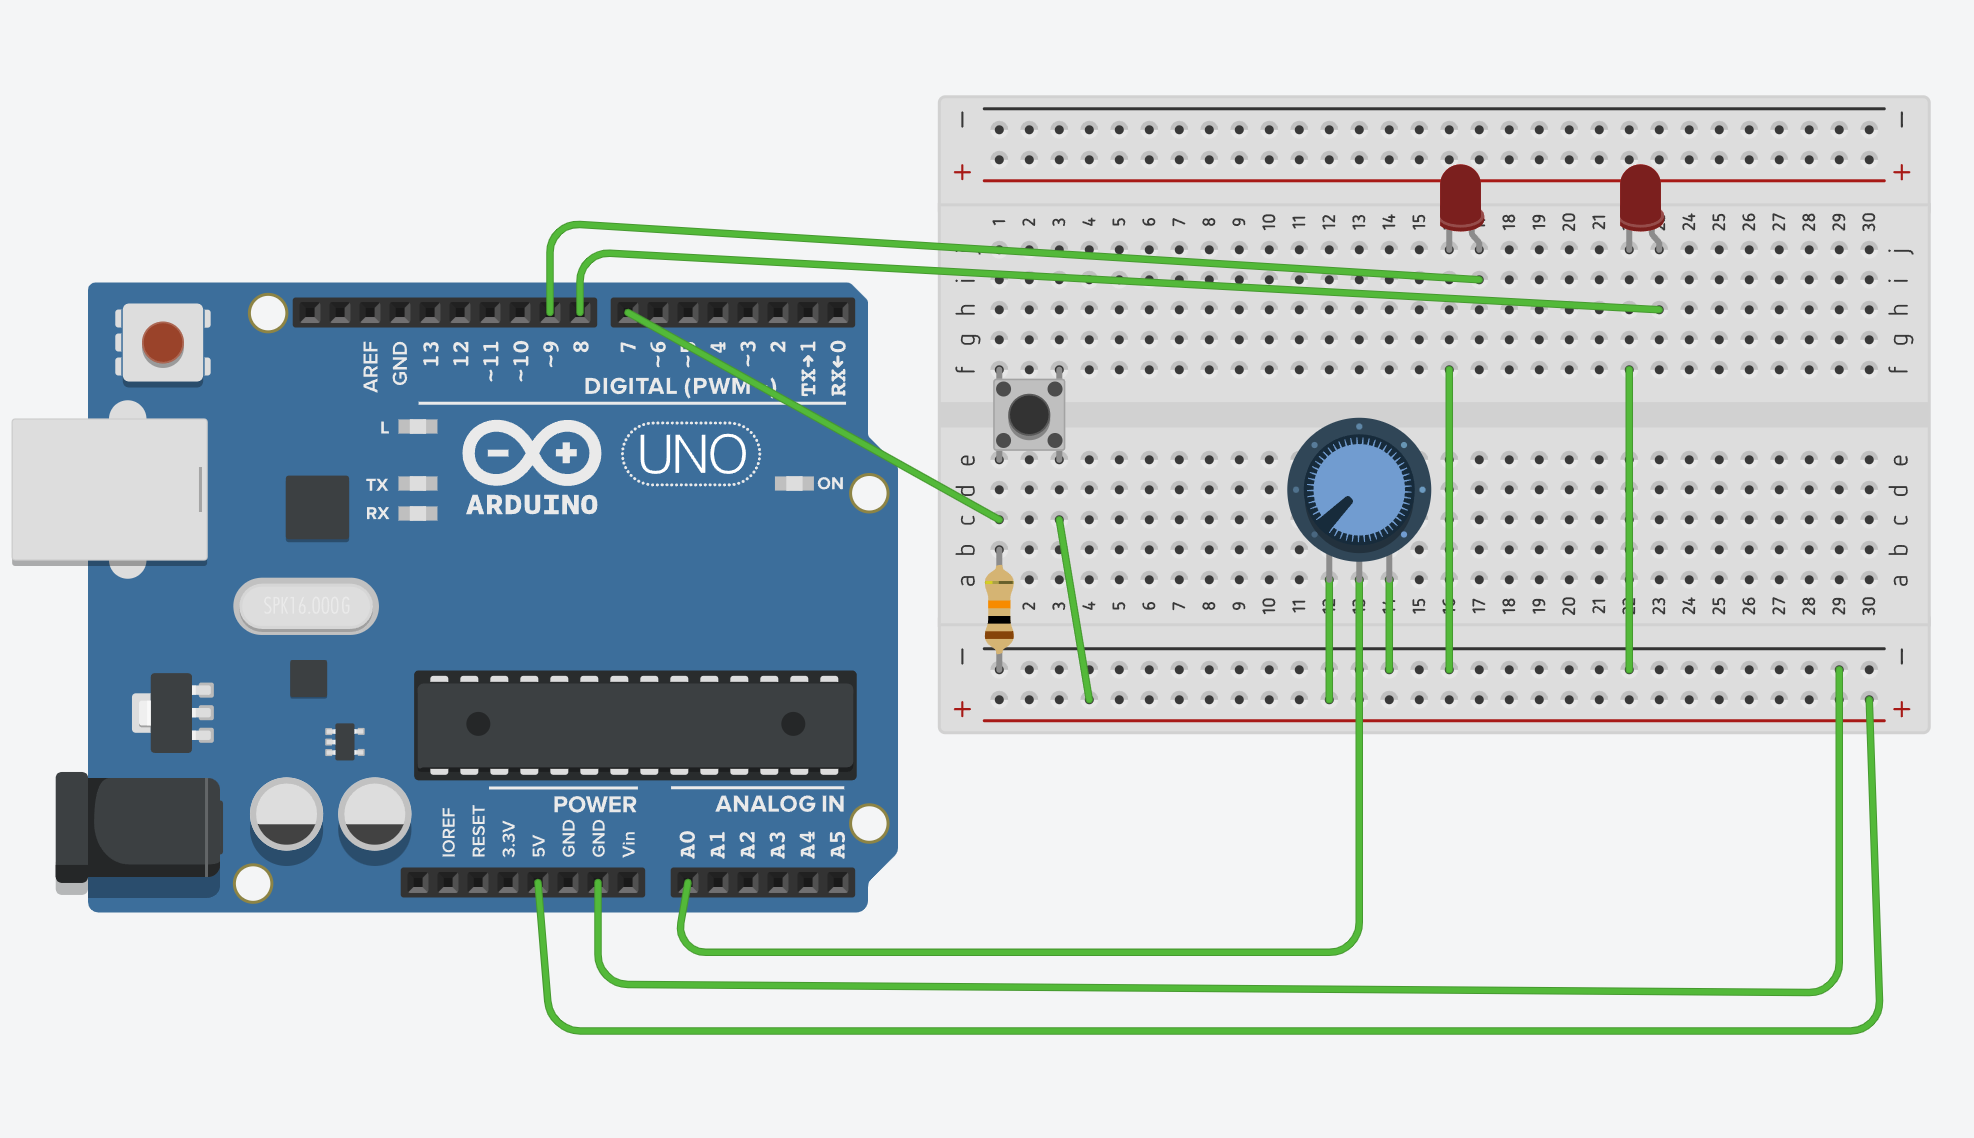 − −
+ +
1 2 3 4 5 6 7 8 9 10 11 12 13 14 15 18 19 20 21 24 25 26 27 28 29 30
j
i i
h h
g g
f f
e e
d d
c c
b b
a a
2 3 4 5 6 7 8 9 10 11 12 13 14 15 16 17 18 19 20 21 22 23 24 25 26 27 28 29 30
− −
+ +
AREF GND 13 12 ~11 ~10 ~9 8 7 ~6 ~5 4 ~3 2 TX→1 RX←0
DIGITAL (PWM ~)
L
UNO
TX ON
RX ARDUINO
SPK16.000G
POWER ANALOG IN
IOREF RESET 3.3V 5V GND GND Vin A0 A1 A2 A3 A4 A5